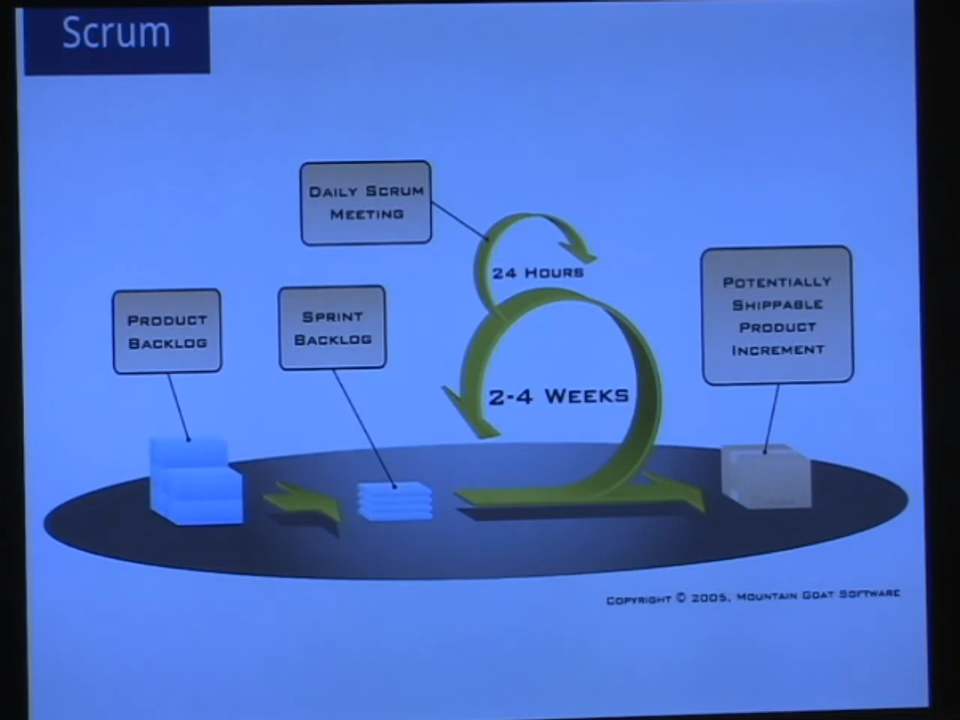 Scrum
DAILY SCRUM
MEETING
24 HOURS
PRODUCT
BACKLOG
SPRINT
BACKLOG
2-4 WEEKS
POTENTIALLY
SHIPPABLE
PRODUCT
INCREMENT
COPYRIGHT © 2005, MOUNTAIN GOAT SOFTWARE